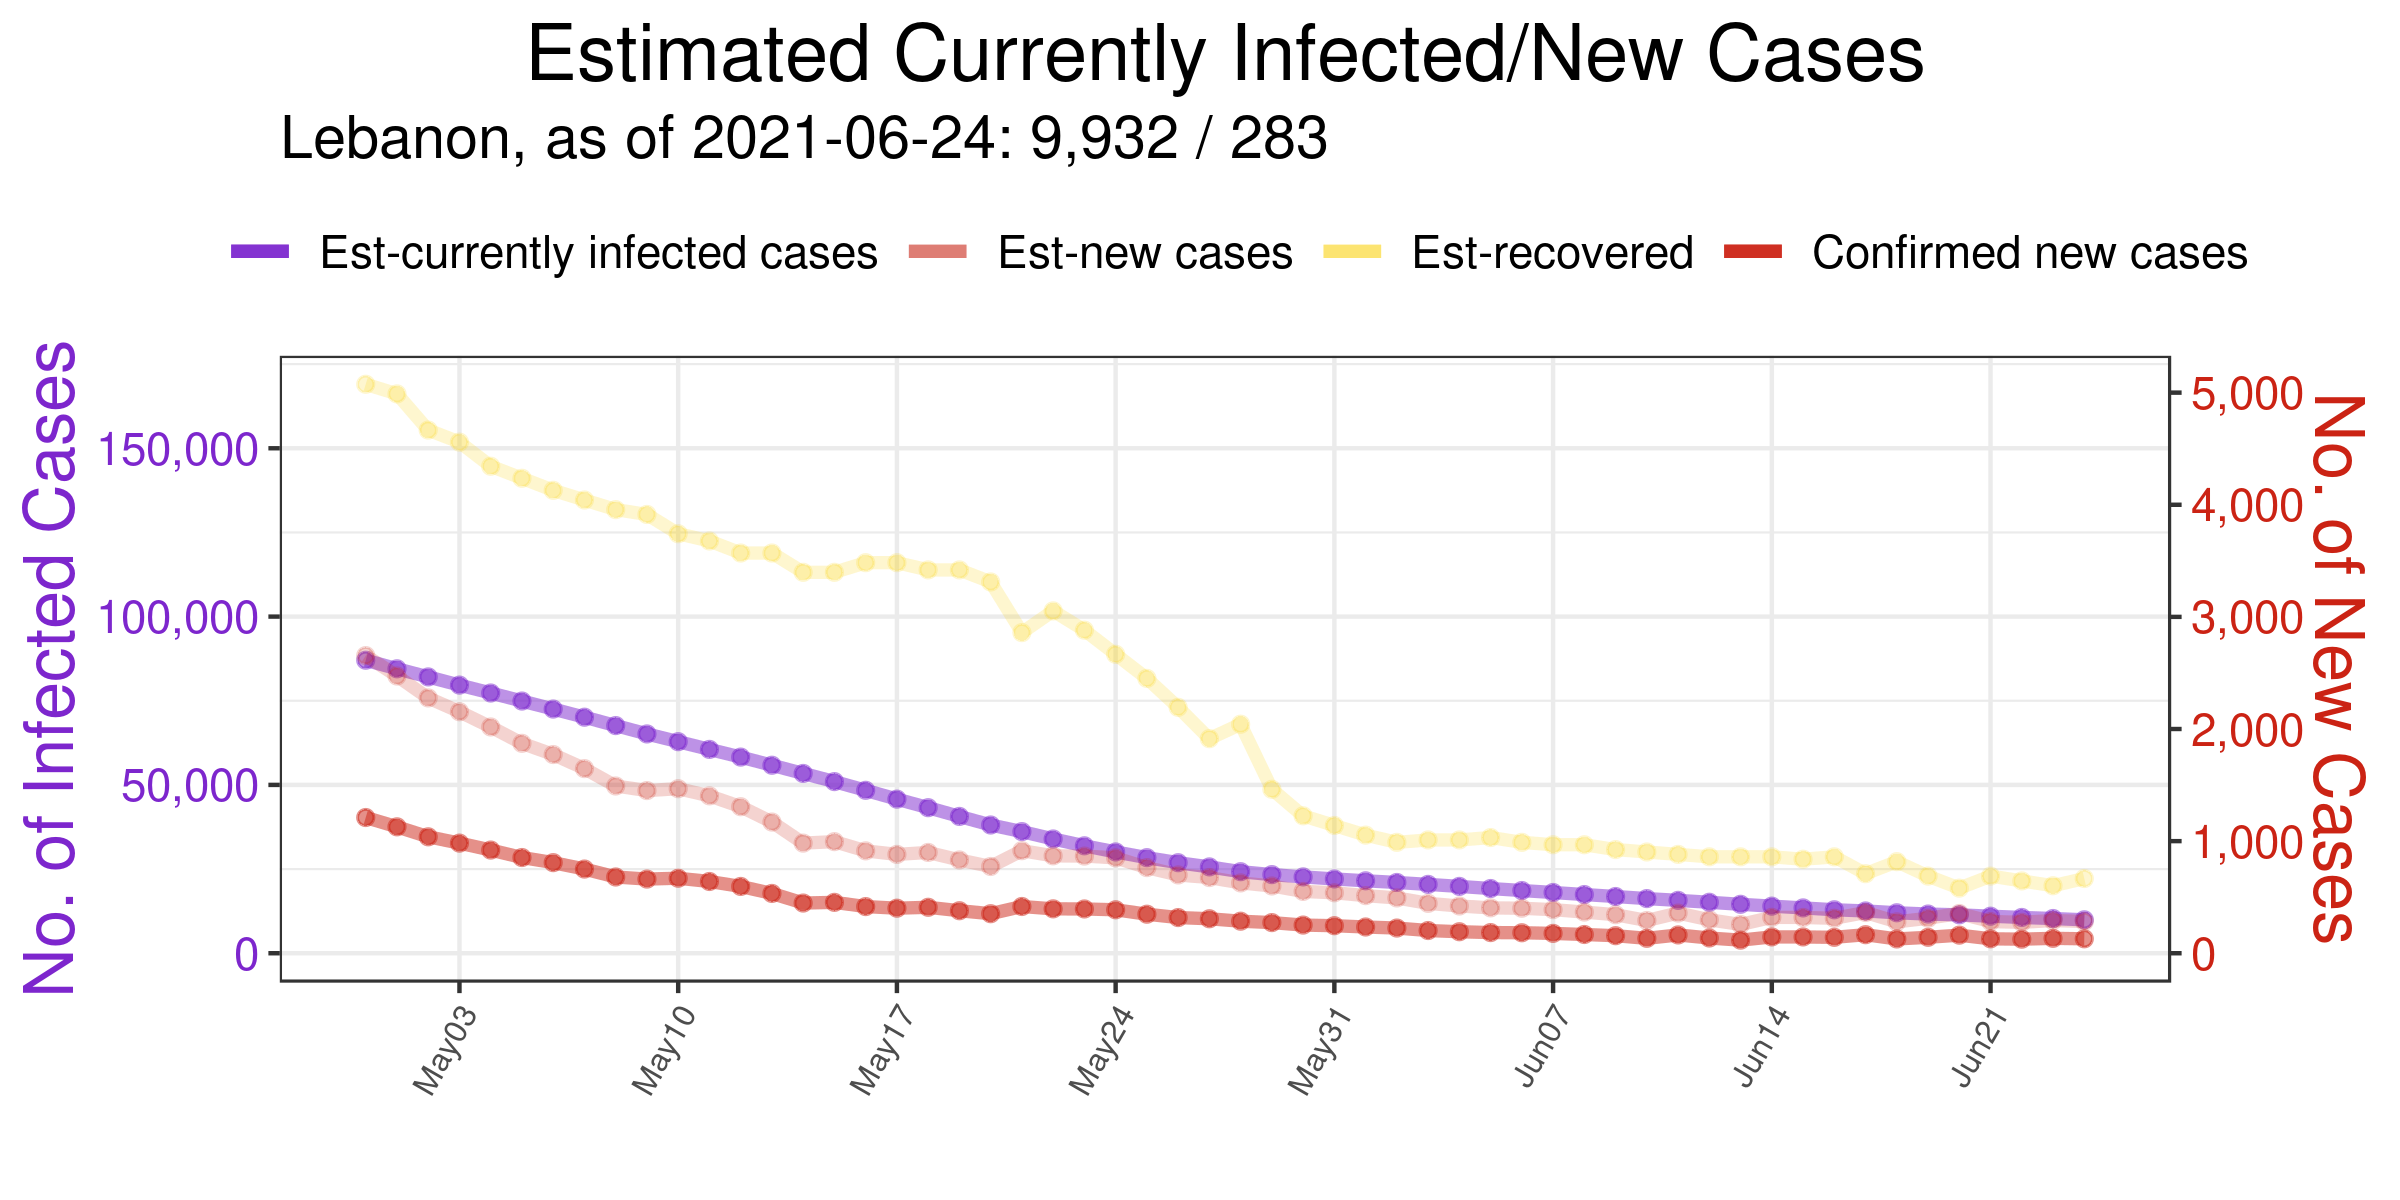 Estimated Currently Infected/New Cases
Lebanon, as of 2021-06-24: 9,932 / 283
Est-currently infected cases Est-new cases Est-recovered Confirmed new cases
No. of Infected Cases
150,000
100,000
50,000
0
5,000
4,000
3,000
2,000
1,000
0
No. of New Cases
May03 May10 May17 May24 May31 Jun07 Jun14 Jun21